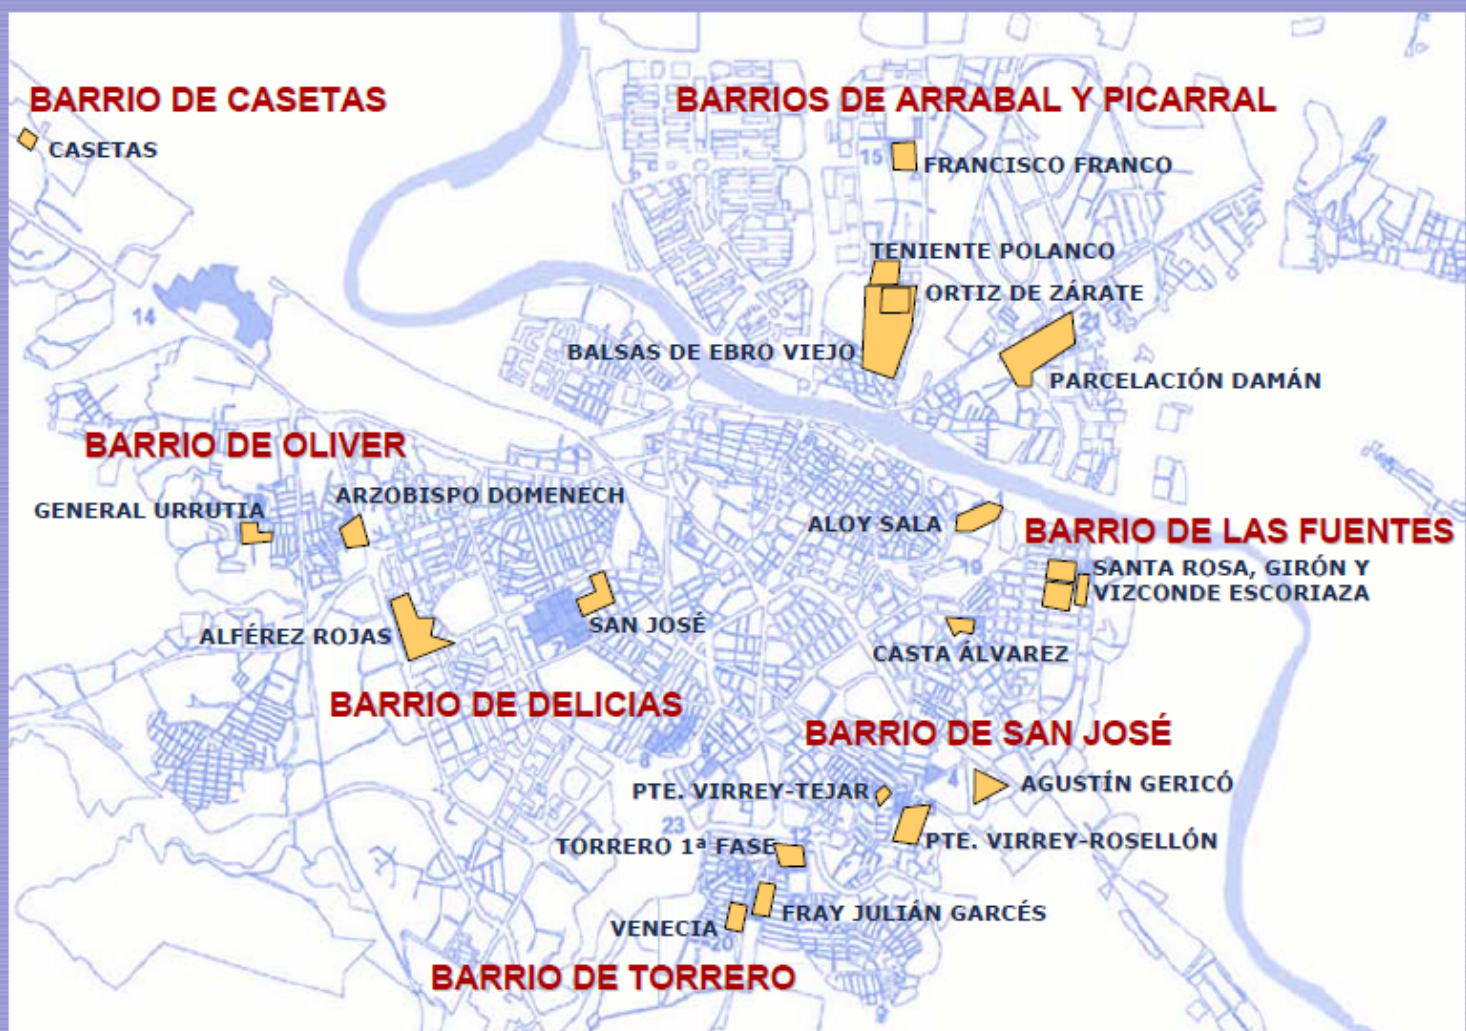 BARRIO DE CASETAS
CASETAS
BARRIOS DE ARRABAL Y PICARRAL
15
FRANCISCO FRANCO
TENIENTE POLANCO
ORTIZ DE ZÁRATE
14
BALSAS DE EBRO VIEJO
PARCELACIÓN DAMÁN
BARRIO DE OLIVER
ARZOBISPO DOMENECH
GENERAL URRUTIA
ALOY SALA
BARRIO DE LAS FUENTES
SANTA ROSA, GIRÓN Y
VIZCONDE ESCORIAZA
19
SAN JOSÉ
ALFÉREZ ROJAS
CASTA ÁLVAREZ
BARRIO DE DELICIAS
BARRIO DE SAN JOSÉ
6
4
AGUSTÍN GERICÓ
PTE. VIRREY-TEJAR
23
12
PTE. VIRREY-ROSELLÓN
TORRERO 1ª FASE
FRAY JULIÁN GARCÉS
VENECIA
20
BARRIO DE TORRERO